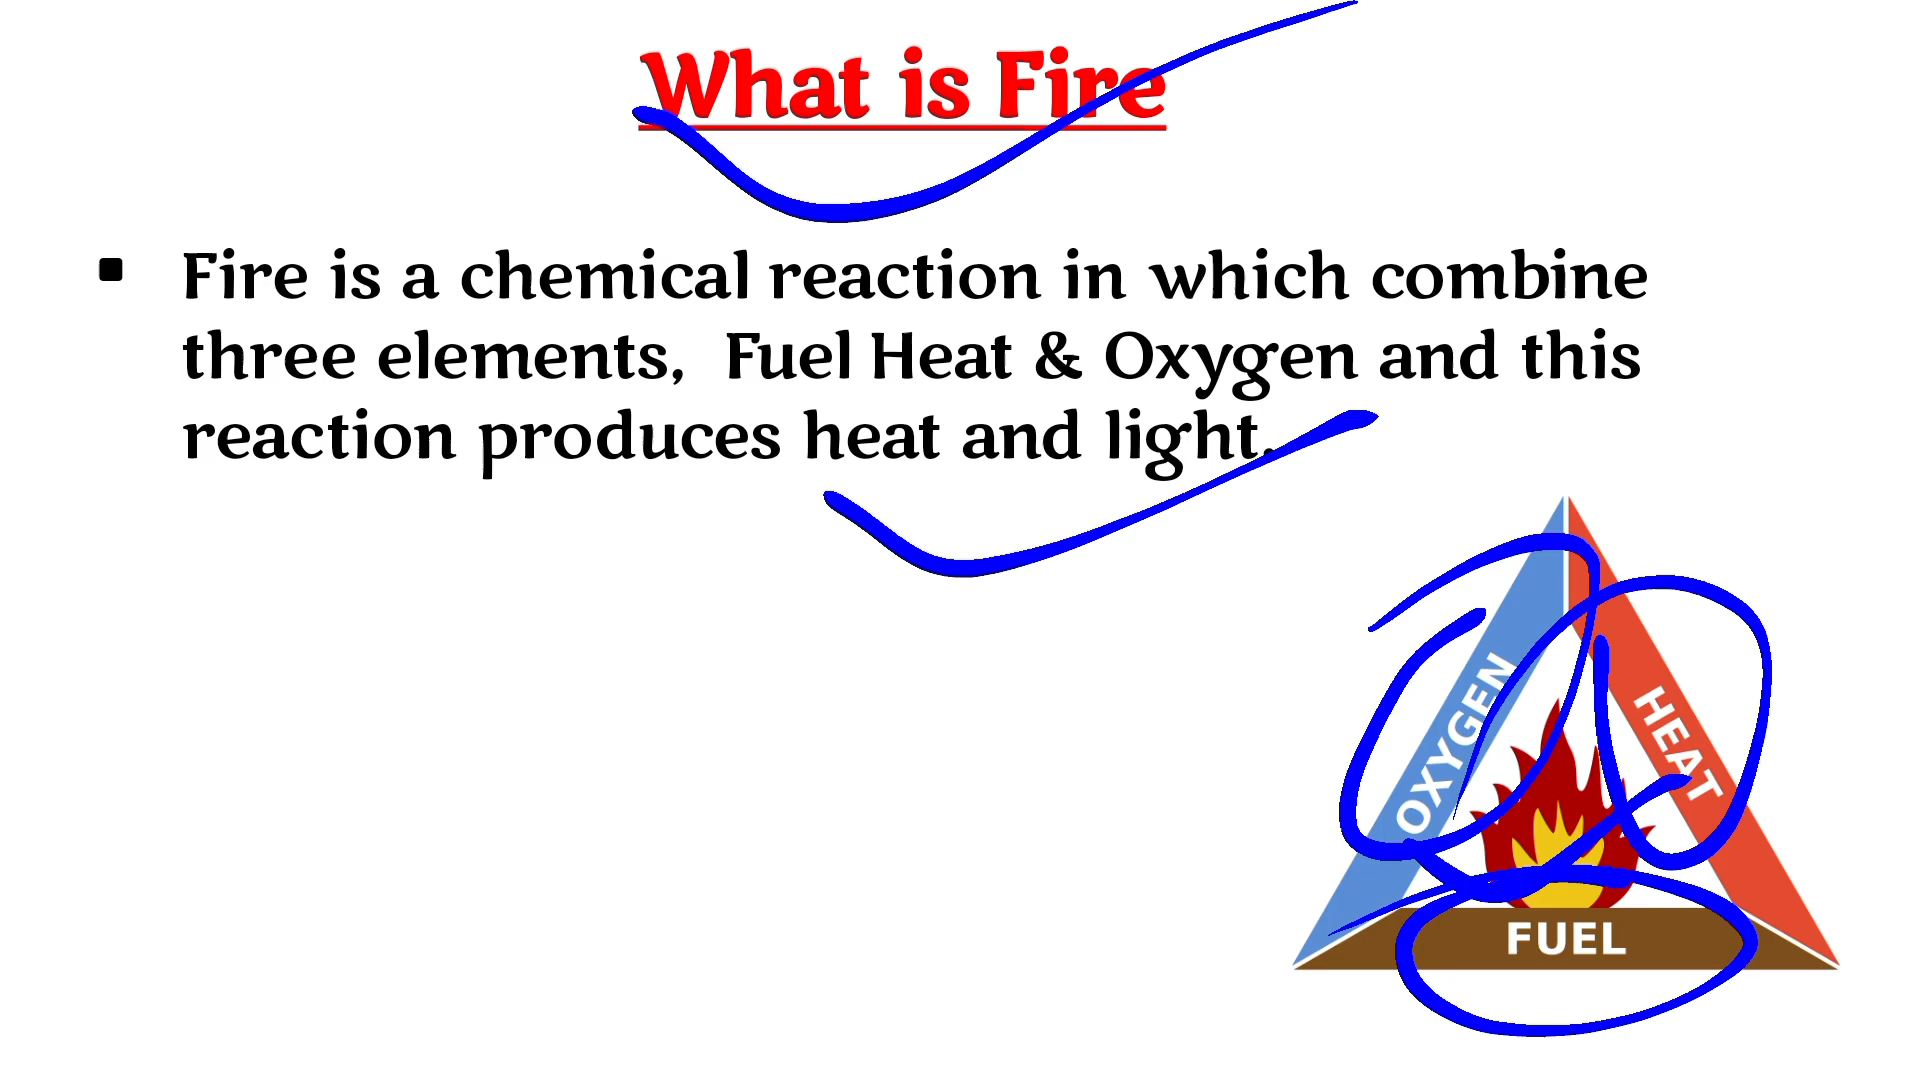 What is Fire
▪ Fire is a chemical reaction in which combine
three elements, Fuel Heat & Oxygen and this
reaction produces heat and light.
OXYGEN
HEAT
FUEL